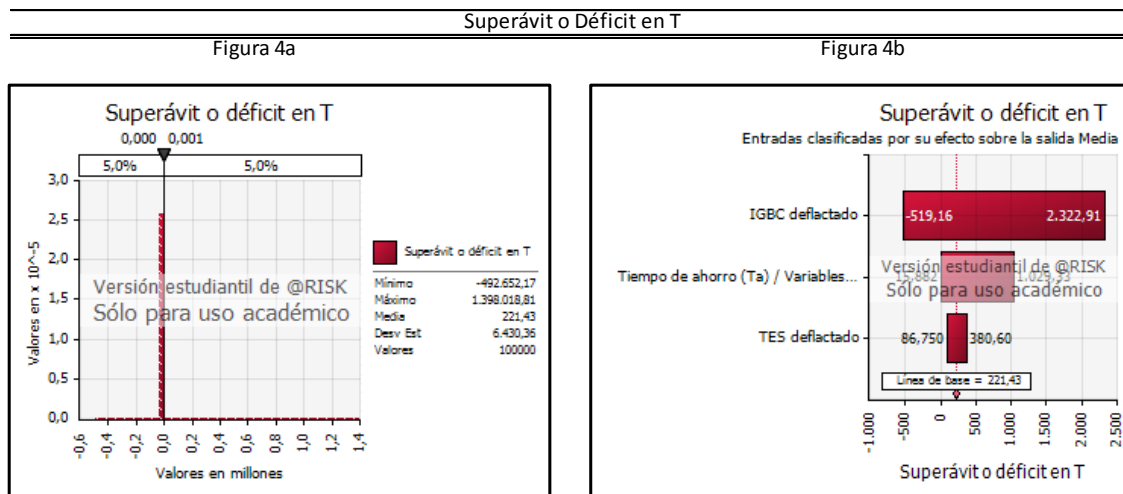 Superávit o Déficit en T
Figura 4a
Figura 4b
Superávit o déficit en T
0,000 0,001
5,0% 5,0%
3,0
2,5
2,0
1,5
1,0
0,5
0,0
Valores en x 10^-5
-0,6
-0,4
-0,2
0,0
0,2
0,4
0,6
0,8
1,0
1,2
1,4
Valores en millones
Versión estudiantil de @RISK
Sólo para uso académico
Superávit o déficit en T
Mínimo -492.652,17
Máximo 1.398.018,81
Media 221,43
Desv Est 6.430,36
Valores 100000
Superávit o déficit en T
Entradas clasificadas por su efecto sobre la salida Media
IGBC deflactado
-519,16 2.322,91
Tiempo de ahorro (Ta) / Variables...
15,882 1.029,33
Versión estudiantil de @RISK
Sólo para uso académico
TES deflactado
86,750 380,60
Línea de base = 221,43
-1.000
-500
0
500
1.000
1.500
2.000
2.500
Superávit o déficit en T